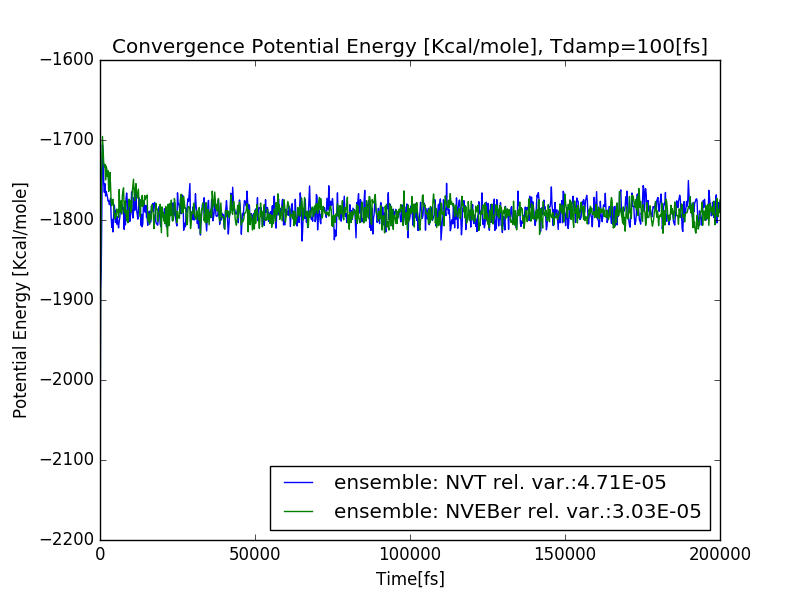 Convergence Potential Energy [Kcal/mole], Tdamp=100[fs]
−1600
−1700
−1800
−1900
−2000
−2100
−2200
Potential Energy [Kcal/mole]
ensemble: NVT rel. var.:4.71E-05
ensemble: NVEBer rel. var.:3.03E-05
0 50000 100000 150000 200000
Time[fs]